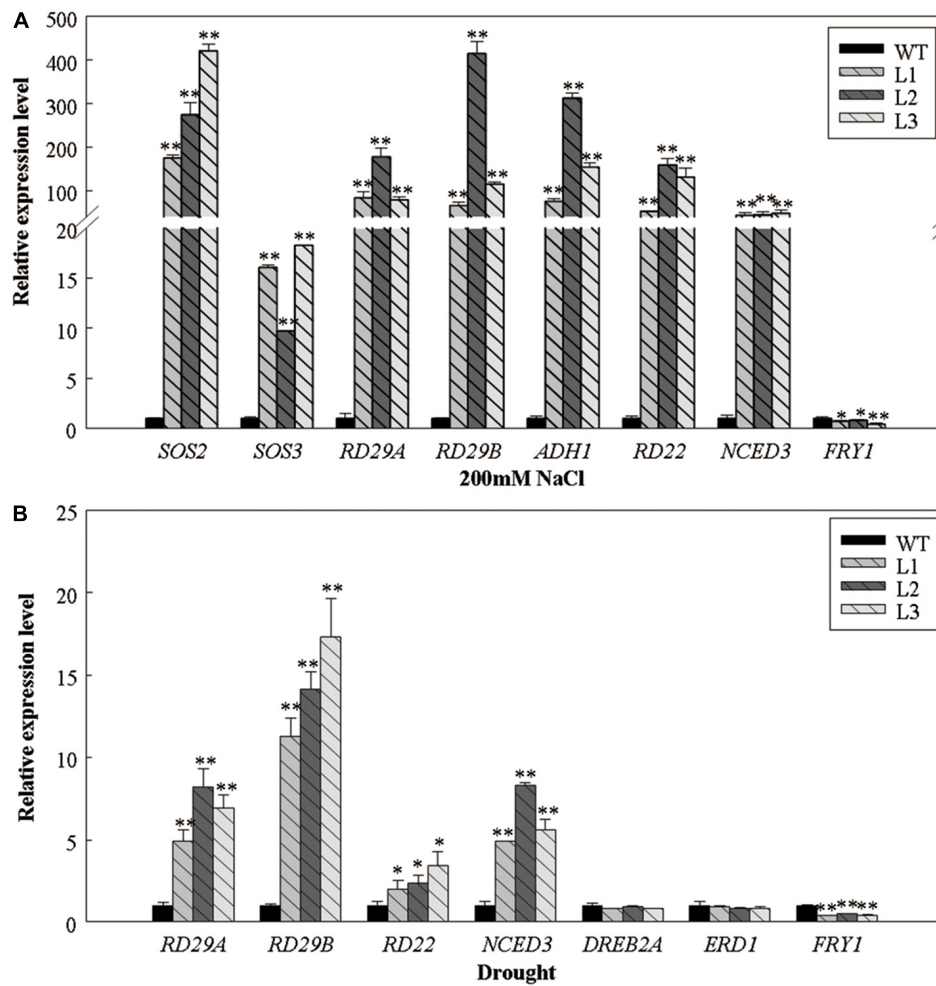 A
Relative expression level
500
400
300
200
100
20
15
10
5
0
** ** **
** ** **
** ** **
** ** **
** ** **
** ** **
** ** **
* * **
WT
L1
L2
L3
SOS2 SOS3 RD29A RD29B ADH1 RD22 NCED3 FRY1
200mM NaCl
B
Relative expression level
25
20
15
10
5
0
** ** **
** ** **
* * *
** ** **
** ** **
WT
L1
L2
L3
RD29A RD29B RD22 NCED3 DREB2A ERD1 FRY1
Drought